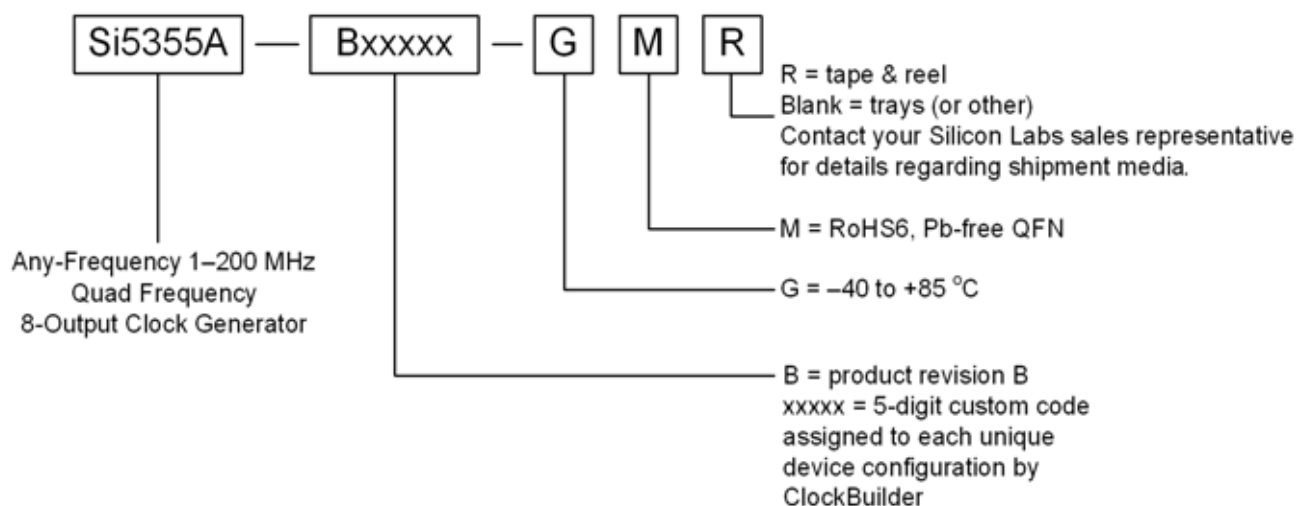 Si5355A — Bxxxxx — G M R
R = tape & reel
Blank = trays (or other)
Contact your Silicon Labs sales representative
for details regarding shipment media.
M = RoHS6, Pb-free QFN
G = –40 to +85 °C
Any-Frequency 1–200 MHz
Quad Frequency
8-Output Clock Generator
B = product revision B
xxxxx = 5-digit custom code
assigned to each unique
device configuration by
ClockBuilder